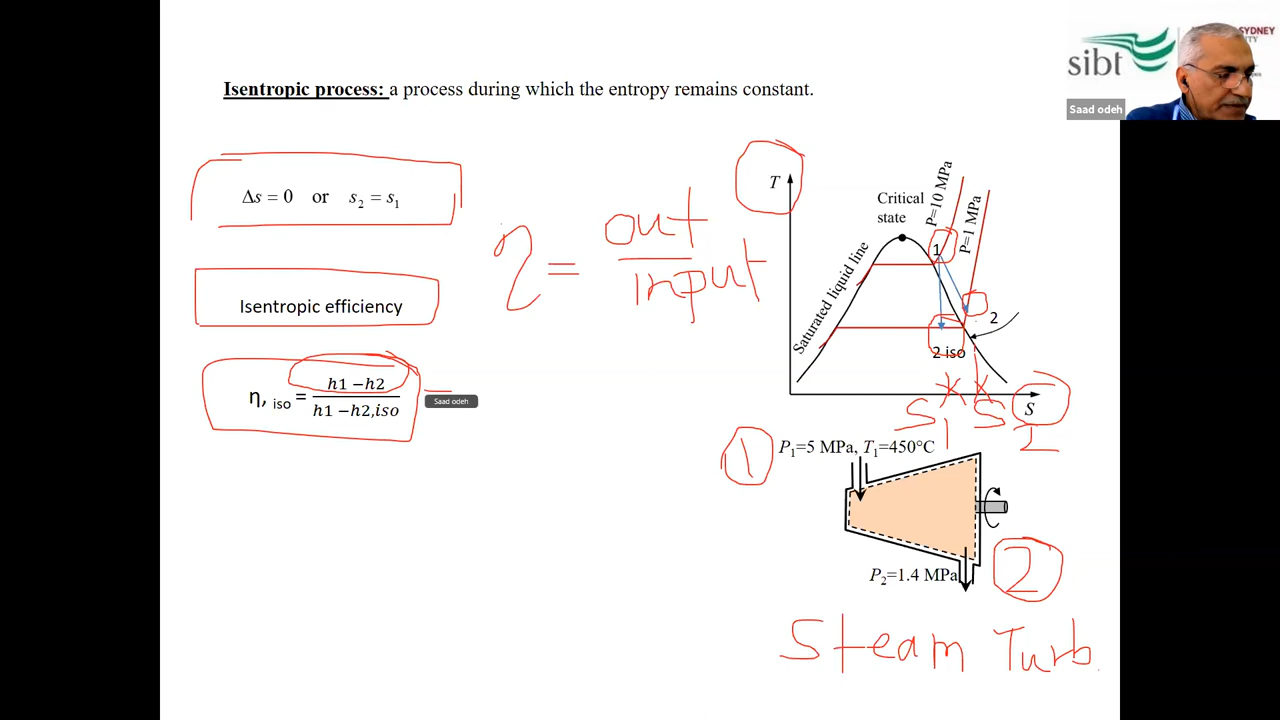 sibt
SYDNEY
Saad odeh
Isentropic process: a process during which the entropy remains constant.
Δs = 0 or s₂ = s₁
Isentropic efficiency
η, iso = h1 −h2 / h1 −h2,iso
Saad odeh
η = out / input
T
Critical
state
P=10 MPa
P=1 MPa
Saturated liquid line
1
2
2 iso
S
S1 S2
1
P₁=5 MPa, T₁=450°C
P₂=1.4 MPa
2
Steam Turb.